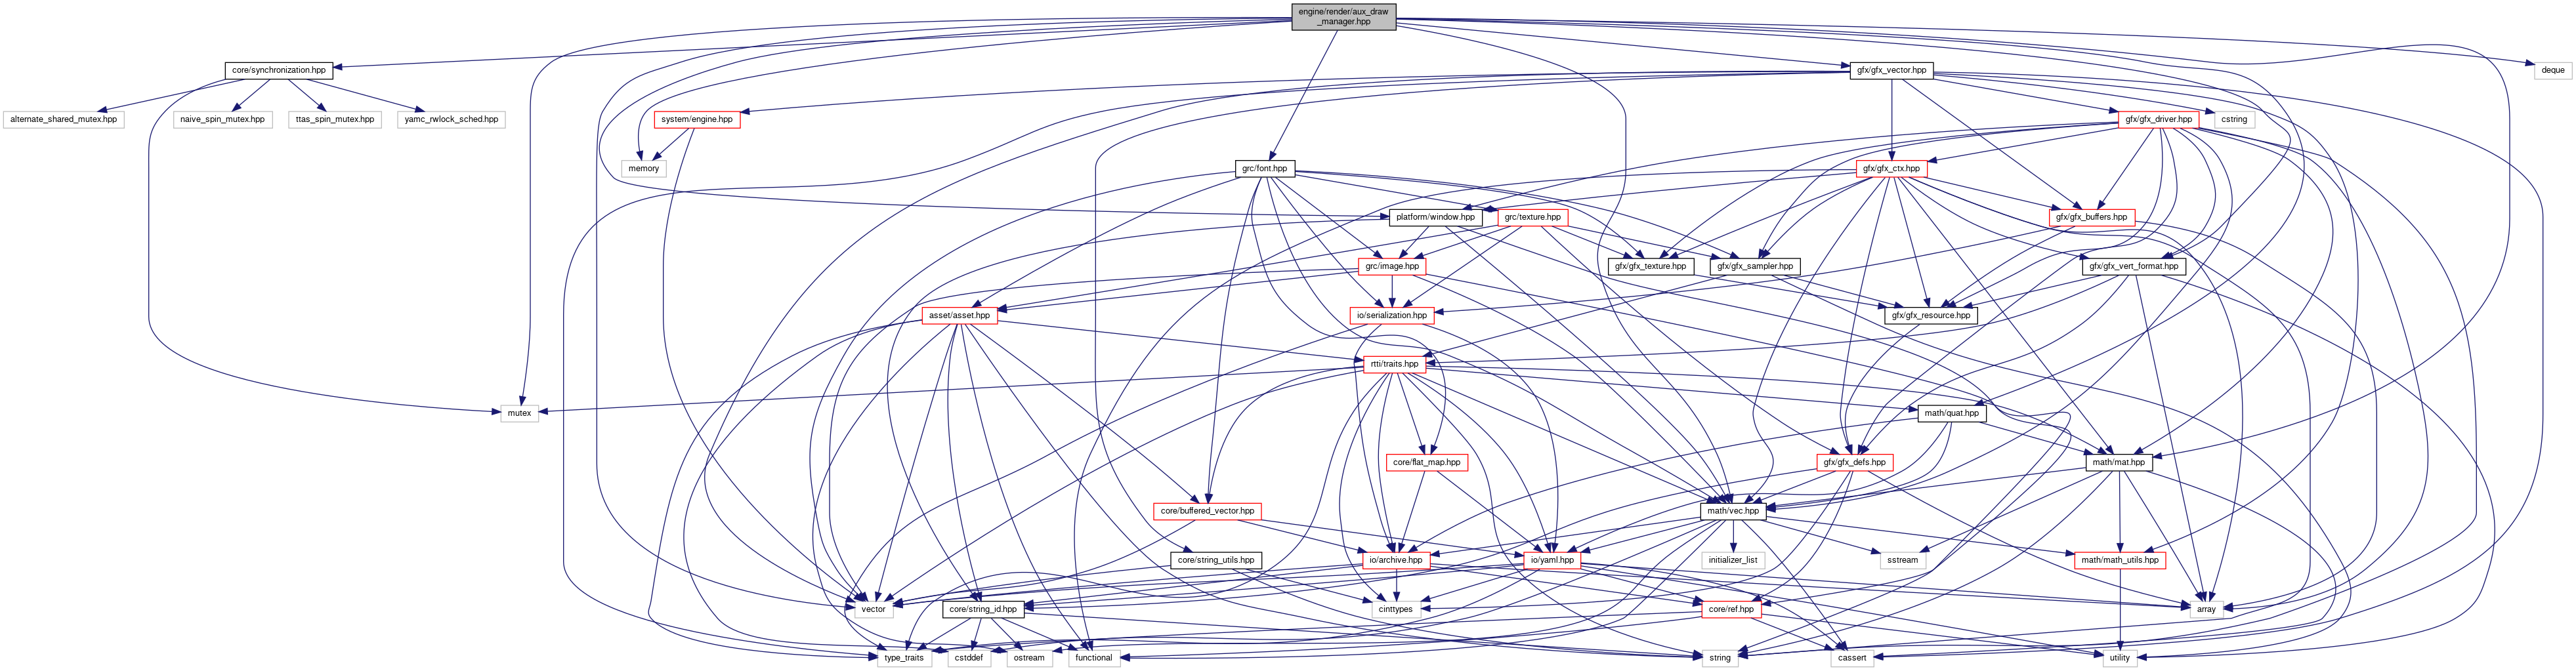 engine/render/aux_draw
_manager.hpp
core/synchronization.hpp
gfx/gfx_vector.hpp
deque
alternate_shared_mutex.hpp
naive_spin_mutex.hpp
ttas_spin_mutex.hpp
yamc_rwlock_sched.hpp
system/engine.hpp
gfx/gfx_driver.hpp
cstring
memory
grc/font.hpp
gfx/gfx_ctx.hpp
platform/window.hpp
grc/texture.hpp
gfx/gfx_buffers.hpp
grc/image.hpp
gfx/gfx_texture.hpp
gfx/gfx_sampler.hpp
gfx/gfx_vert_format.hpp
asset/asset.hpp
io/serialization.hpp
gfx/gfx_resource.hpp
rtti/traits.hpp
mutex
math/quat.hpp
core/flat_map.hpp
gfx/gfx_defs.hpp
math/mat.hpp
core/buffered_vector.hpp
math/vec.hpp
core/string_utils.hpp
io/archive.hpp
io/yaml.hpp
initializer_list
sstream
math/math_utils.hpp
vector
core/string_id.hpp
cinttypes
core/ref.hpp
array
type_traits
cstddef
ostream
functional
string
cassert
utility